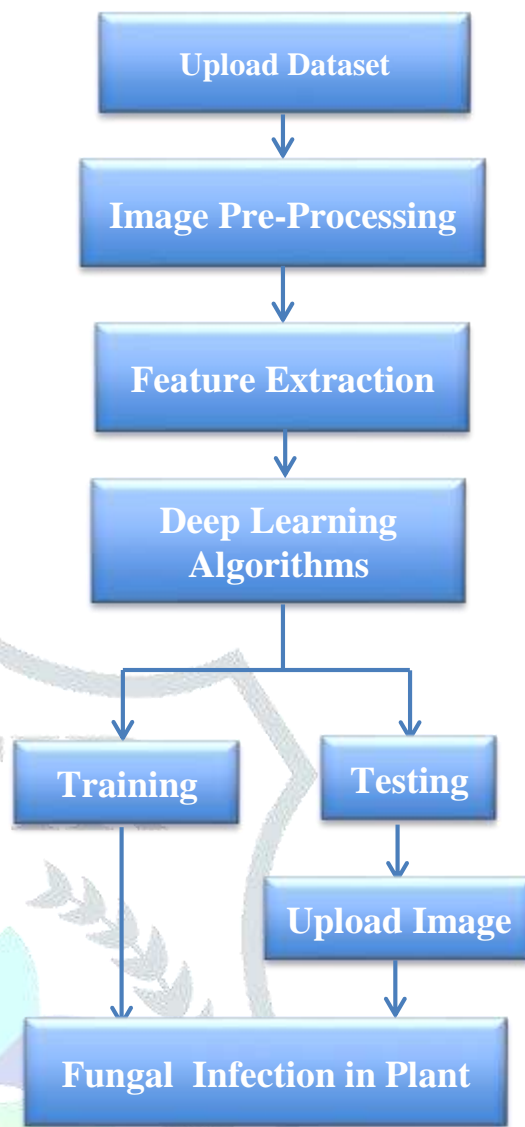 Upload Dataset
Image Pre-Processing
Feature Extraction
Deep Learning
Algorithms
Training
Testing
Upload Image
Fungal Infection in Plant